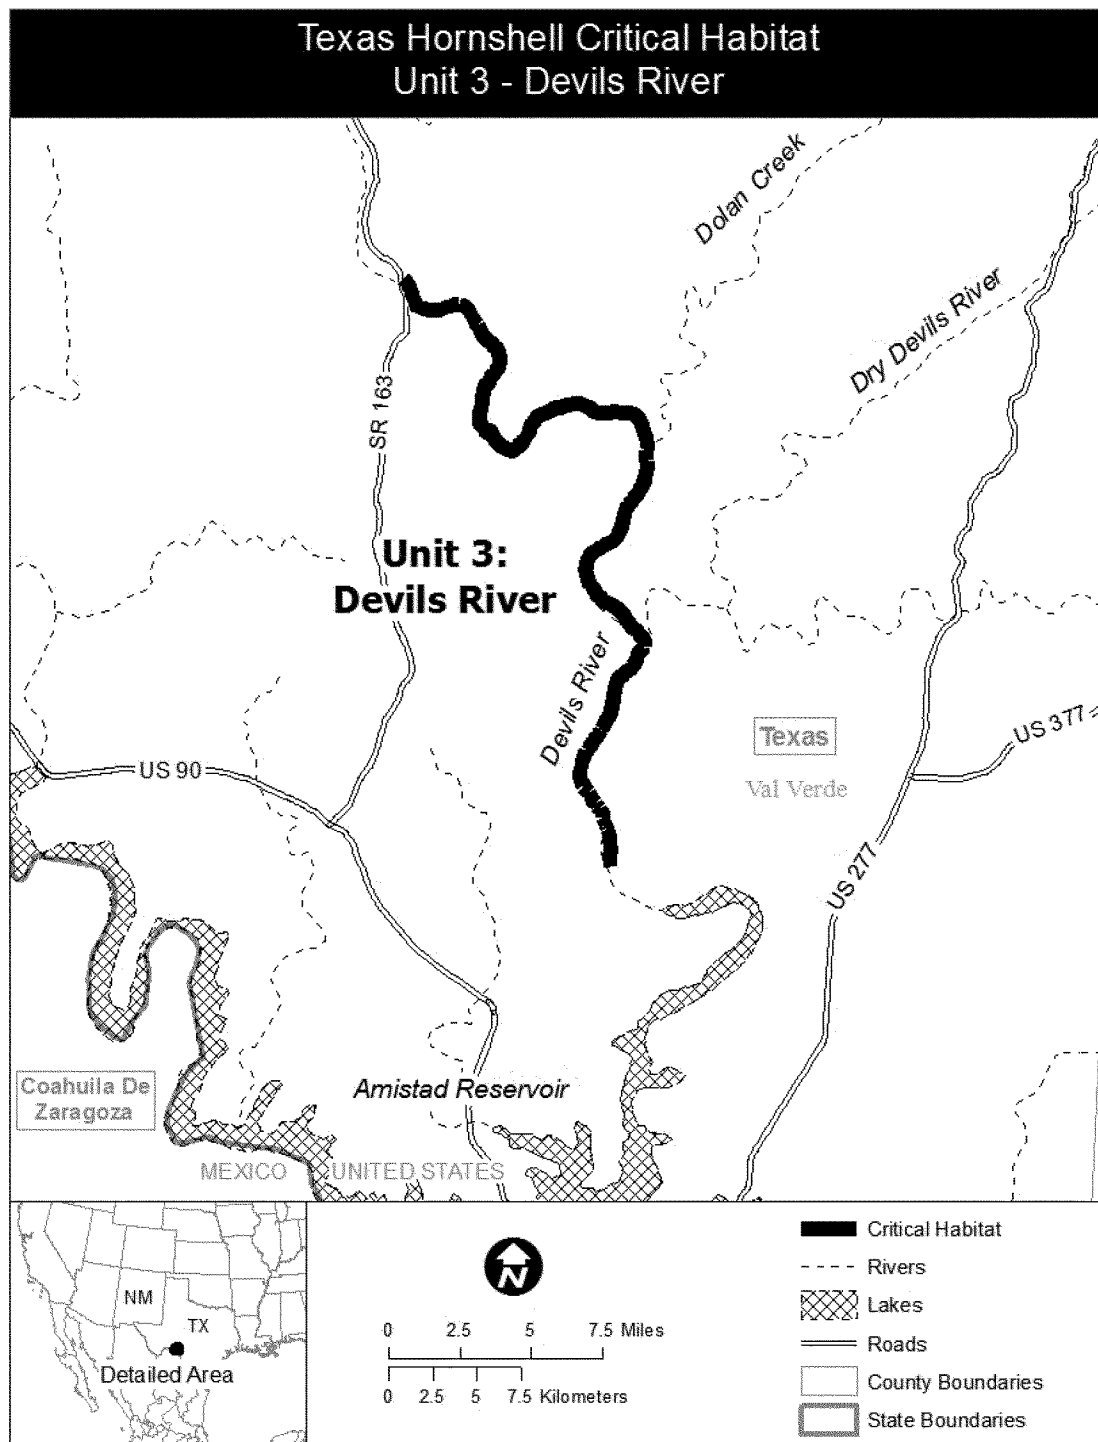 Texas Hornshell Critical Habitat
Unit 3 - Devils River
Dolan Creek
Dry Devils River
SR 163
Unit 3:
Devils River
Devils River
US 377
Texas
US 90
Val Verde
US 277
Coahuila De
Zaragoza
Amistad Reservoir
MEXICO
UNITED STATES
NM
TX
Detailed Area
N
0 2.5 5 7.5 Miles
0 2.5 5 7.5 Kilometers
Critical Habitat
Rivers
Lakes
Roads
County Boundaries
State Boundaries